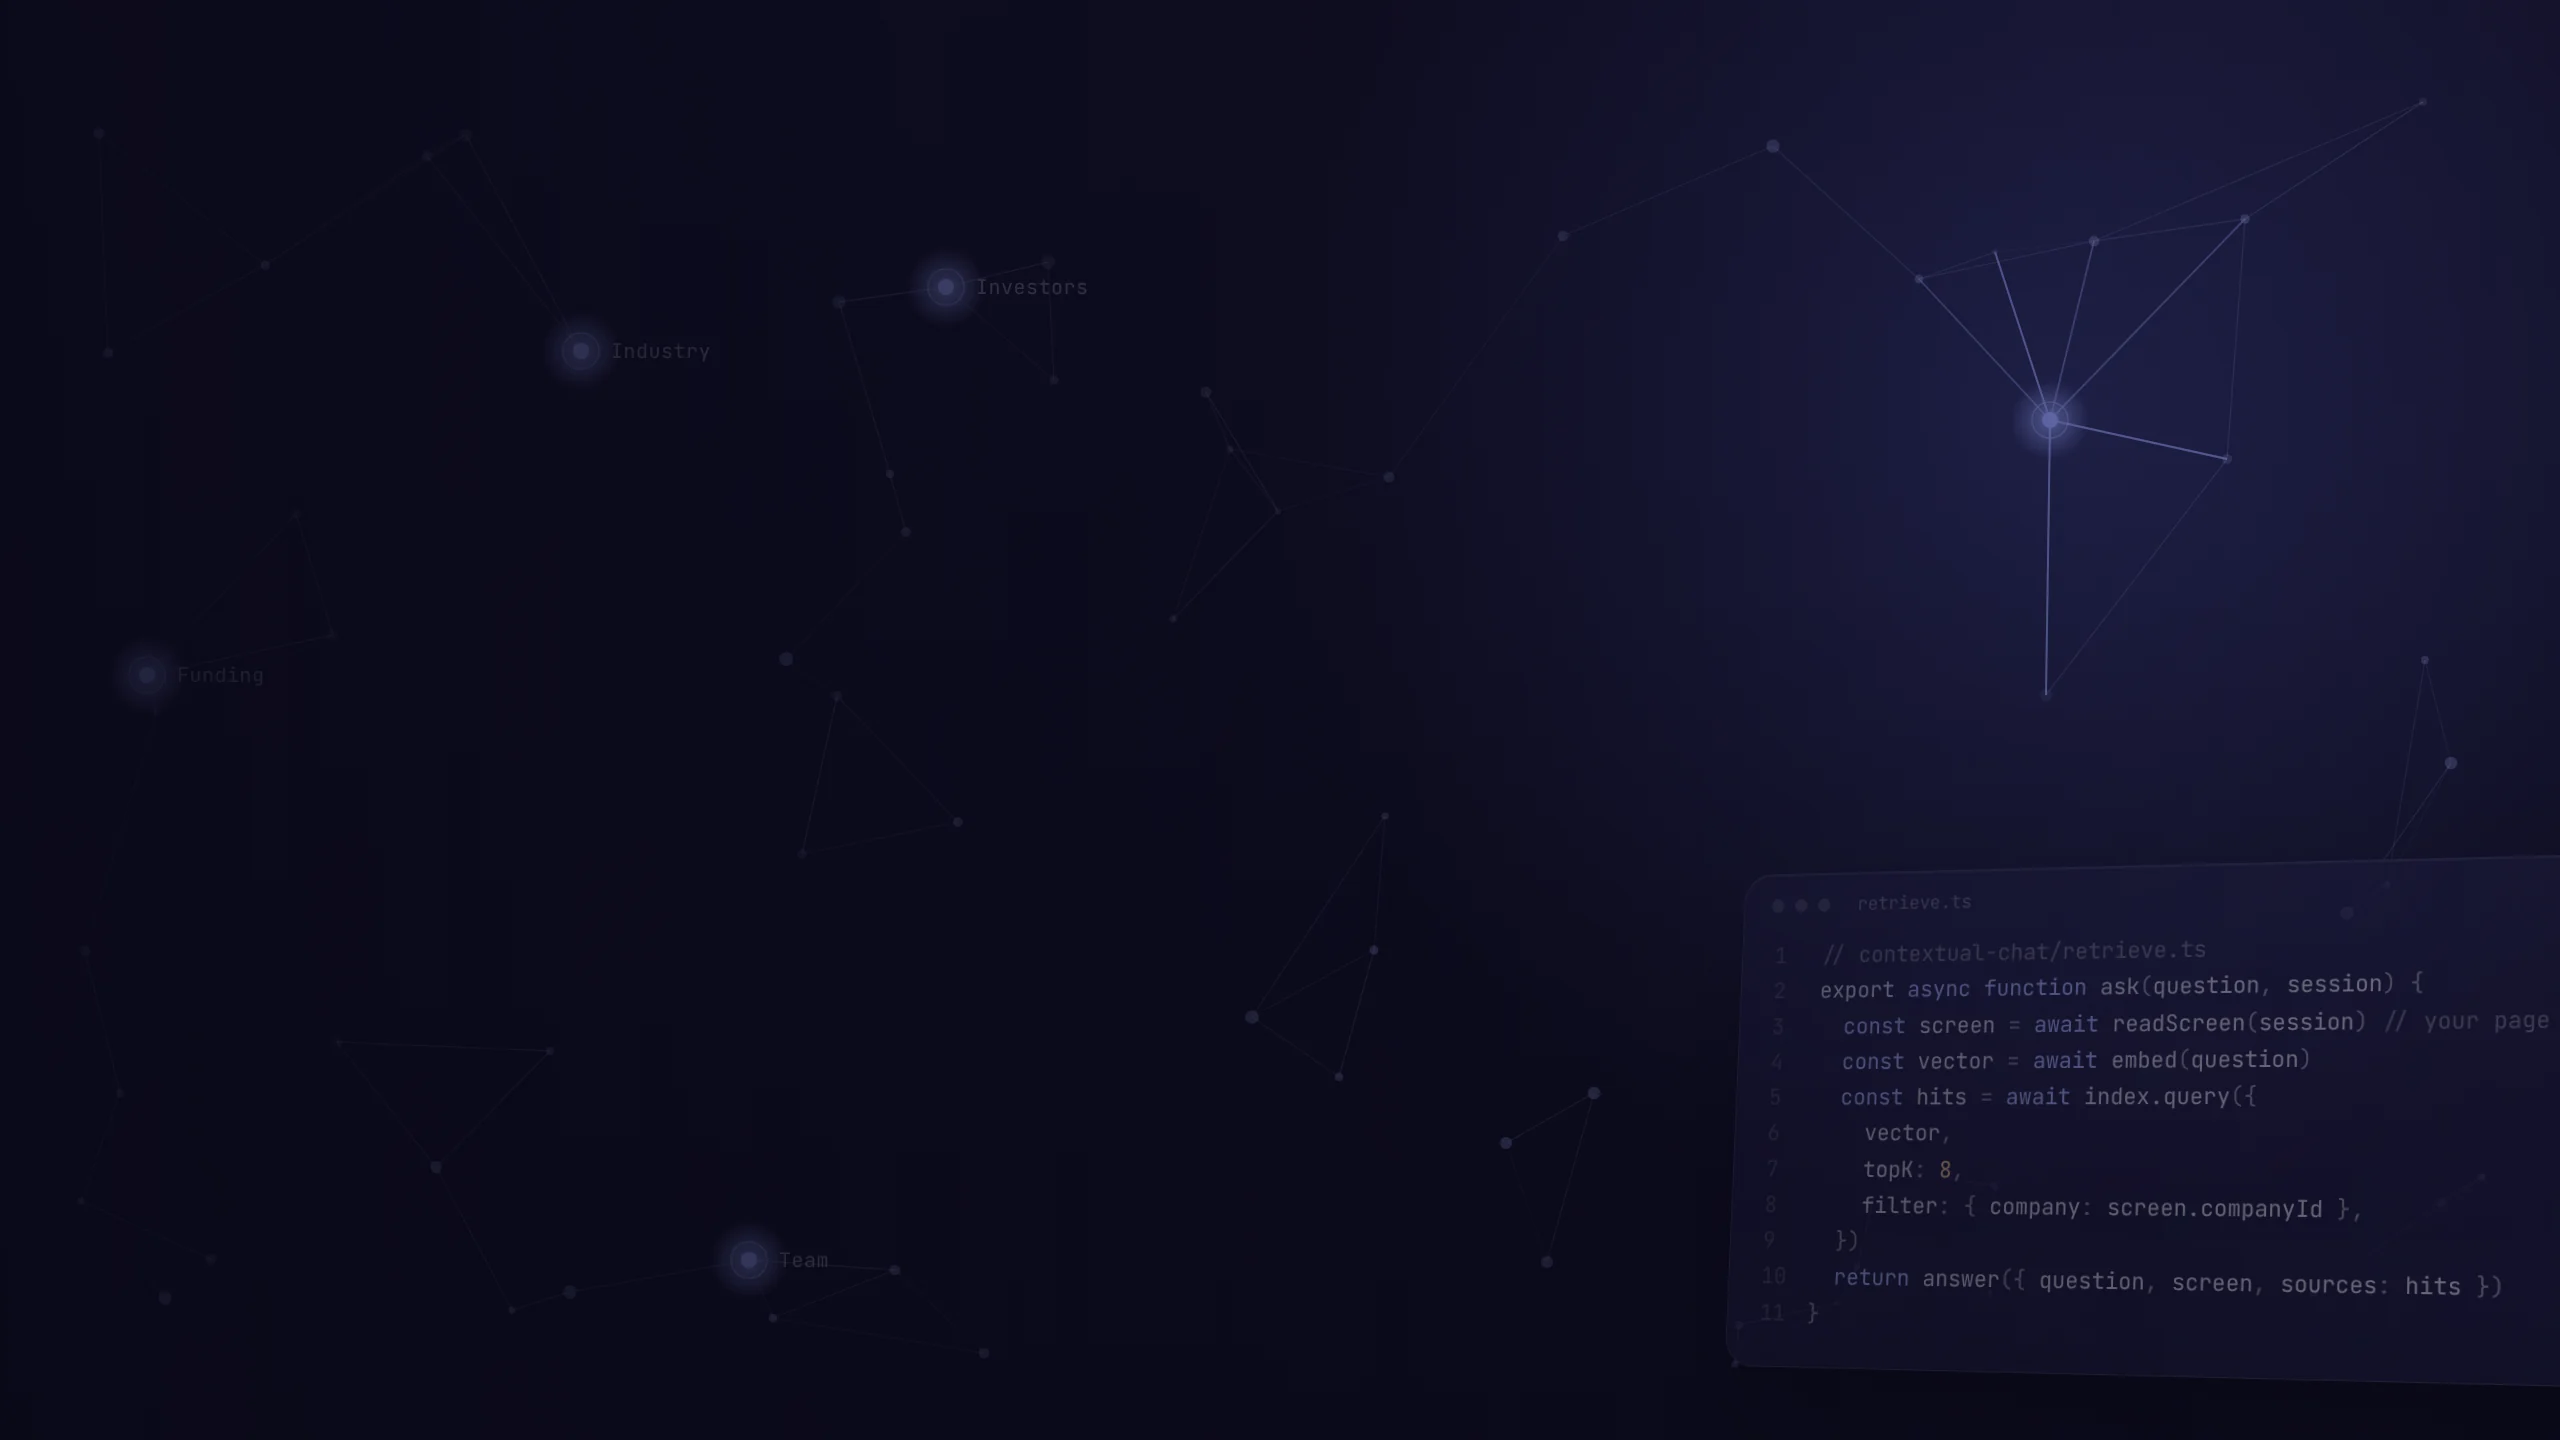 Investors
Industry
Funding
Team
retrieve.ts
1 // contextual-chat/retrieve.ts
2 export async function ask(question, session) {
3 const screen = await readScreen(session) // your page
4 const vector = await embed(question)
5 const hits = await index.query({
6 vector,
7 topK: 8,
8 filter: { company: screen.companyId },
9 })
10 return answer({ question, screen, sources: hits })
11 }